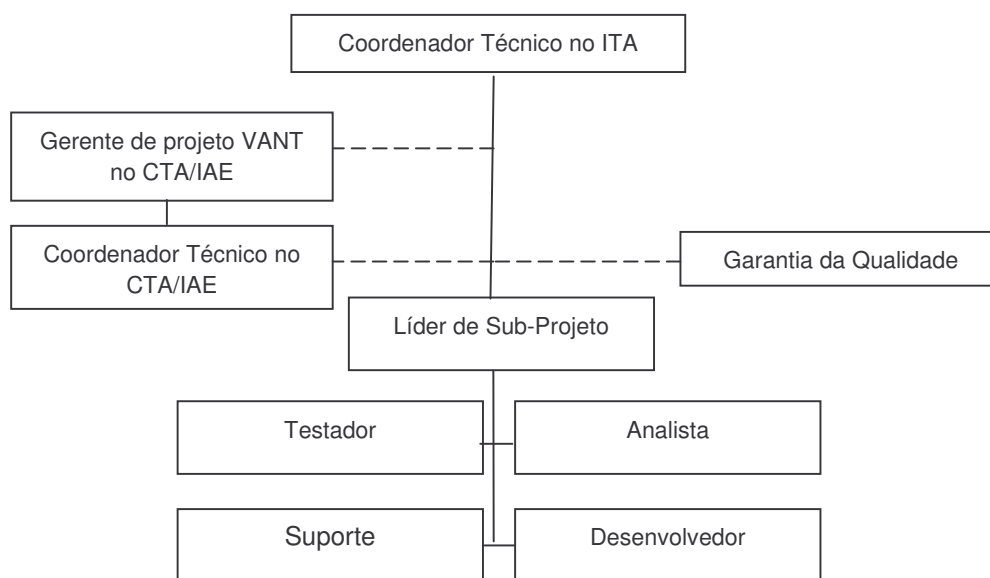 Coordenador Técnico no ITA
Gerente de projeto VANT
no CTA/IAE
Coordenador Técnico no
CTA/IAE
Garantia da Qualidade
Líder de Sub-Projeto
Testador
Analista
Suporte
Desenvolvedor